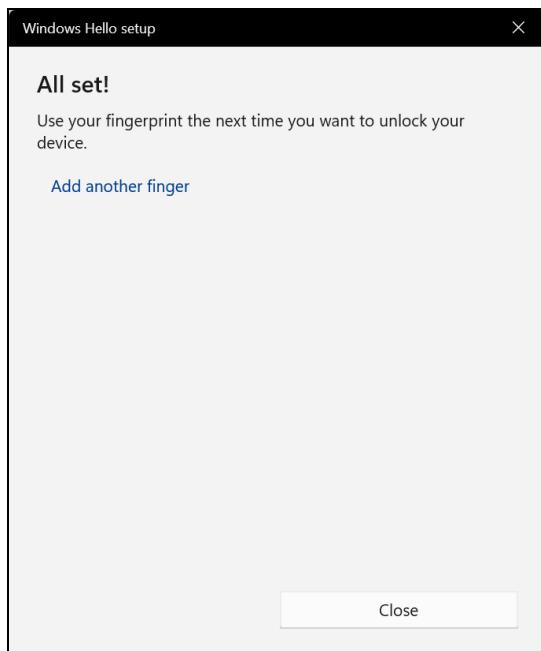 Windows Hello setup
All set!
Use your fingerprint the next time you want to unlock your
device.
Add another finger
Close